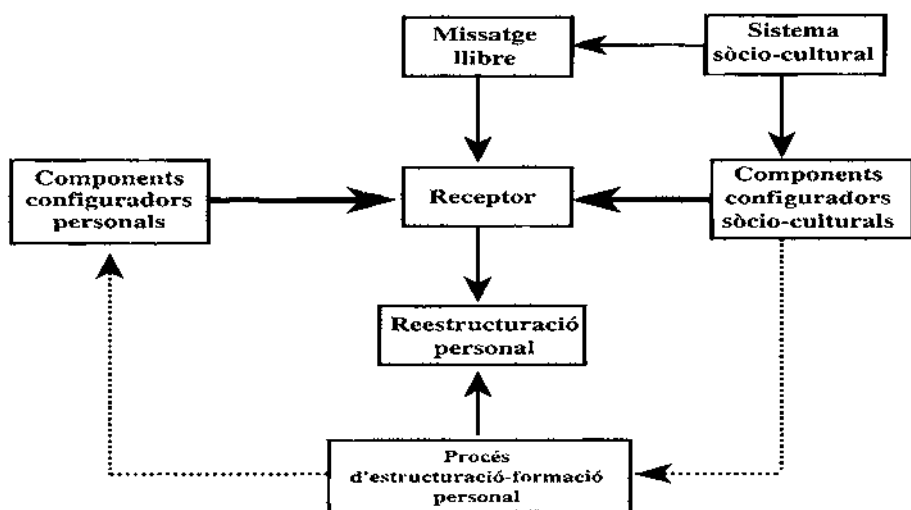 Missatge
llibre
Sistema
sòcio-cultural
Components
configuradors
personals
Receptor
Components
configuradors
sòcio-culturals
Reestructuració
personal
Procés
d'estructuració-formació
personal